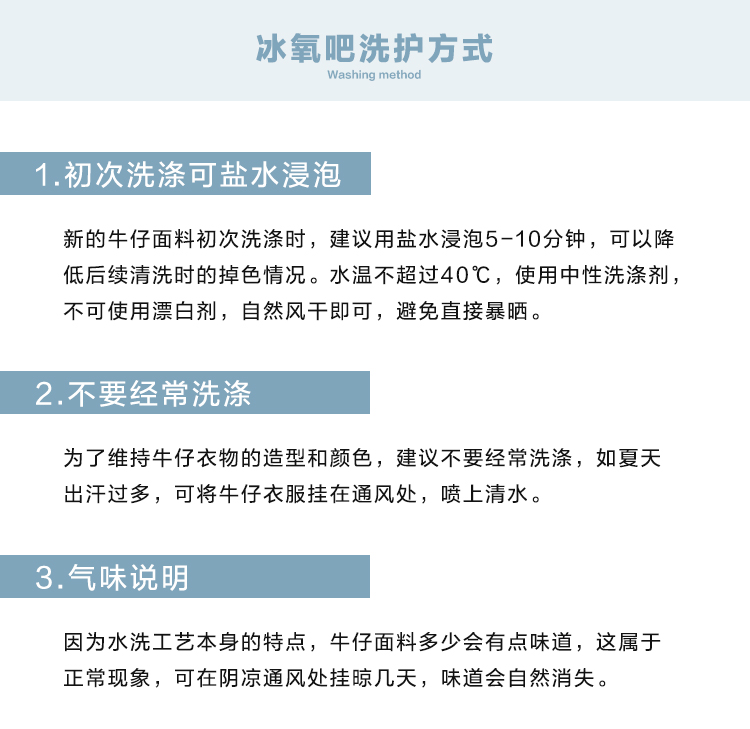 冰氧吧洗护方式
Washing method
1.初次洗涤可盐水浸泡
新的牛仔面料初次洗涤时，建议用盐水浸泡5-10分钟，可以降
低后续清洗时的掉色情况。水温不超过40℃，使用中性洗涤剂，
不可使用漂白剂，自然风干即可，避免直接暴晒。
2.不要经常洗涤
为了维持牛仔衣物的造型和颜色，建议不要经常洗涤，如夏天
出汗过多，可将牛仔衣服挂在通风处，喷上清水。
3.气味说明
因为水洗工艺本身的特点，牛仔面料多少会有点味道，这属于
正常现象，可在阴凉通风处挂晾几天，味道会自然消失。